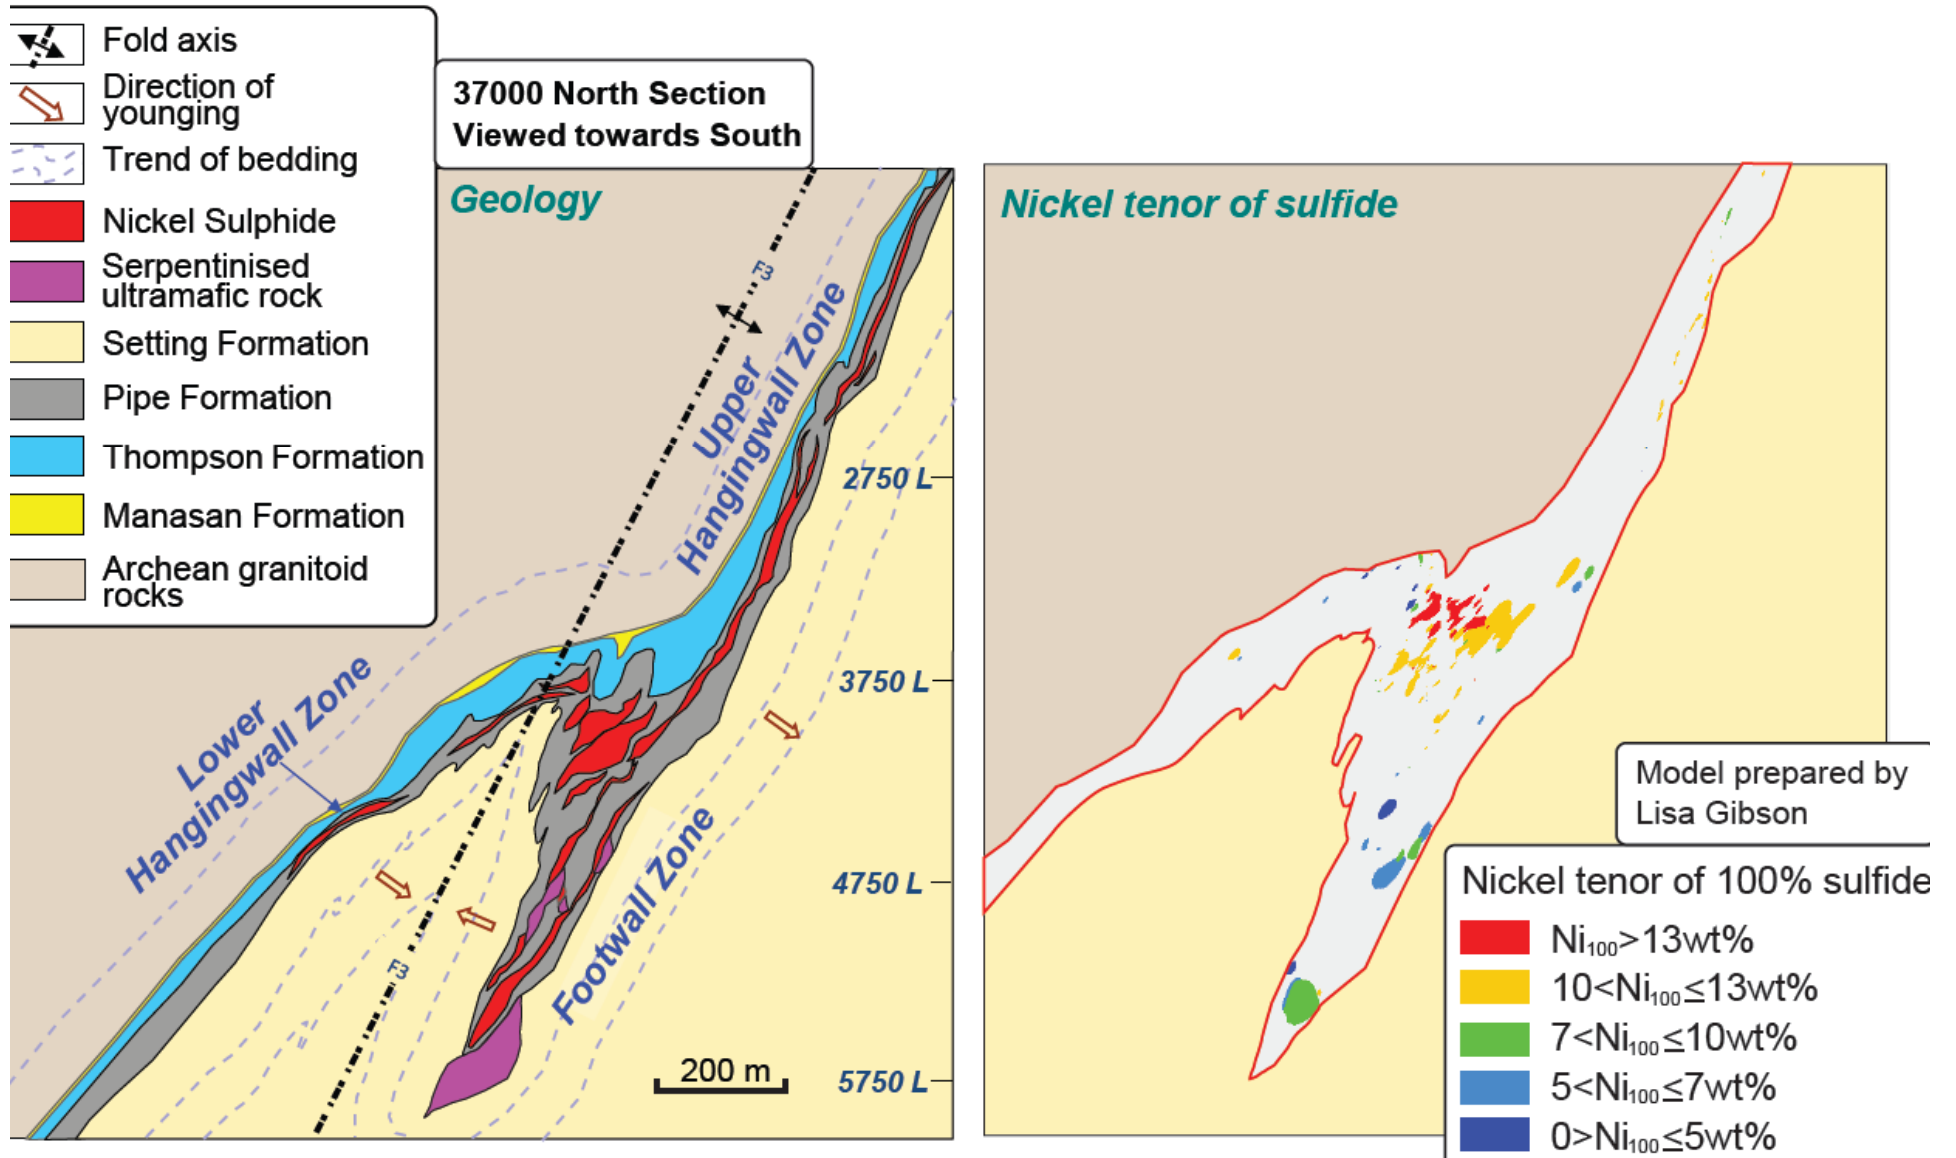 Fold axis
Direction of
younging
Trend of bedding
Nickel Sulphide
Serpentinised
ultramafic rock
Setting Formation
Pipe Formation
Thompson Formation
Manasan Formation
Archean granitoid
rocks
37000 North Section
Viewed towards South
Geology
F3
Upper
Hangingwall Zone
2750 L
3750 L
Lower
Hangingwall Zone
4750 L
Footwall Zone
F3
200 m
5750 L
Nickel tenor of sulfide
Model prepared by
Lisa Gibson
Nickel tenor of 100% sulfide
Ni100>13wt%
10<Ni100≤13wt%
7<Ni100≤10wt%
5<Ni100≤7wt%
0>Ni100≤5wt%